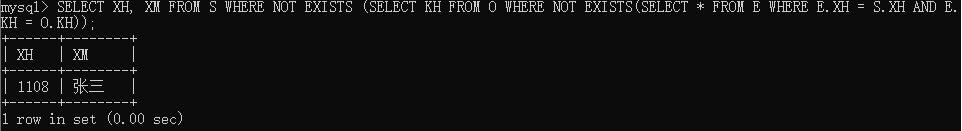 mysql> SELECT XH, XM FROM S WHERE NOT EXISTS (SELECT KH FROM O WHERE NOT EXISTS(SELECT * FROM E WHERE E.XH = S.XH AND E.
KH = O.KH));
+------+--------+
| XH   | XM     |
+------+--------+
| 1108 | 张三   |
+------+--------+
1 row in set (0.00 sec)